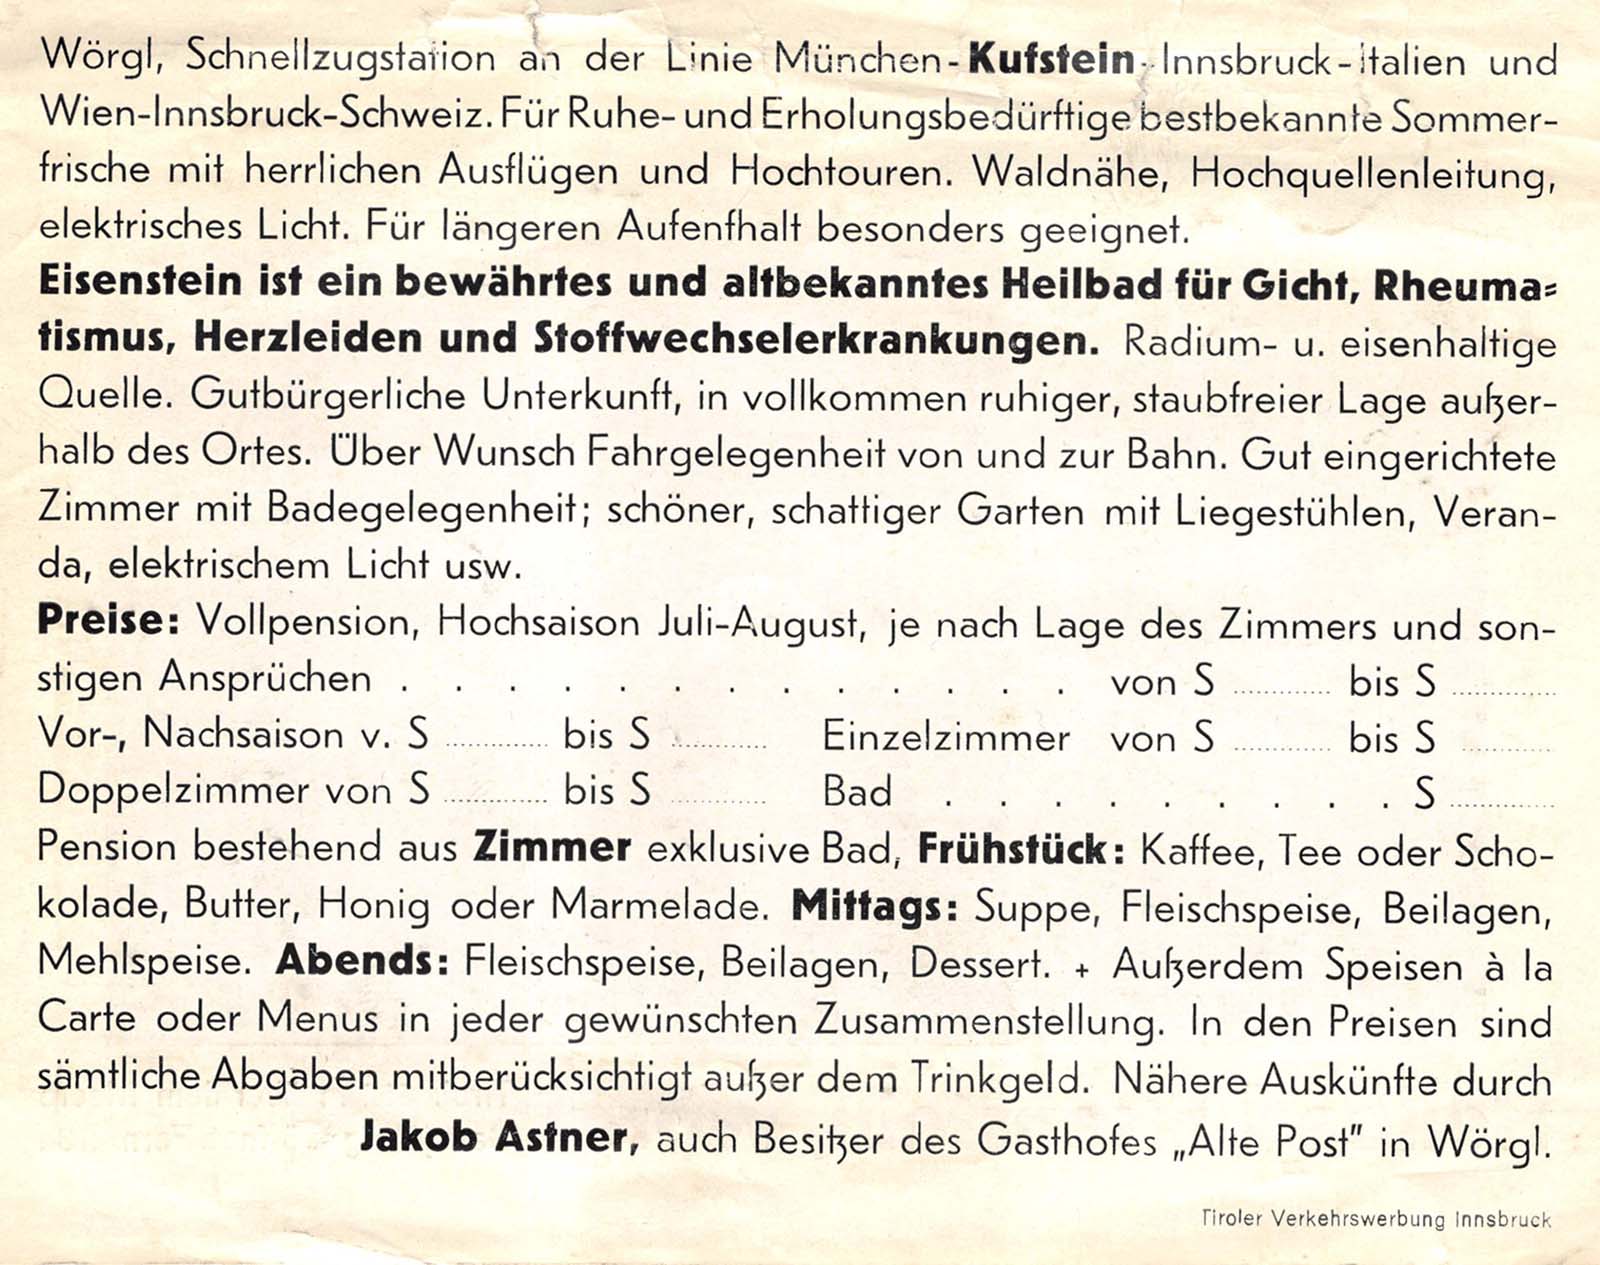 Wörgl, Schnellzugstation an der Linie München-Kufstein-Innsbruck-Italien und
Wien-Innsbruck-Schweiz. Für Ruhe- und Erholungsbedürftige bestbekannte Sommer-
frische mit herrlichen Ausflügen und Hochtouren. Waldnähe, Hochquellenleitung,
elektrisches Licht. Für längeren Aufenfhalt besonders geeignet.
Eisenstein ist ein bewährtes und altbekanntes Heilbad für Gicht, Rheuma-
tismus, Herzleiden und Stoffwechselerkrankungen. Radium- u. eisenhaltige
Quelle. Gutbürgerliche Unterkunft, in vollkommen ruhiger, staubfreier Lage außer-
halb des Ortes. Über Wunsch Fahrgelegenheit von und zur Bahn. Gut eingerichtete
Zimmer mit Badegelegenheit; schöner, schattiger Garten mit Liegestühlen, Veran-
da, elektrischem Licht usw.
Preise: Vollpension, Hochsaison Juli-August, je nach Lage des Zimmers und son-
stigen Ansprüchen . . . . . . . . . . . . . von S ............ bis S ............
Vor-, Nachsaison v. S ............ bis S ............ Einzelzimmer von S ............ bis S ............
Doppelzimmer von S ............ bis S ............ Bad . . . . . . . . . S ............
Pension bestehend aus Zimmer exklusive Bad, Frühstück: Kaffee, Tee oder Scho-
kolade, Butter, Honig oder Marmelade. Mittags: Suppe, Fleischspeise, Beilagen,
Mehlspeise. Abends: Fleischspeise, Beilagen, Dessert. + Außerdem Speisen à la
Carte oder Menus in jeder gewünschten Zusammenstellung. In den Preisen sind
sämtliche Abgaben mitberücksichtigt außer dem Trinkgeld. Nähere Auskünfte durch
Jakob Astner, auch Besitzer des Gasthofes „Alte Post" in Wörgl.
Tiroler Verkehrswerbung Innsbruck